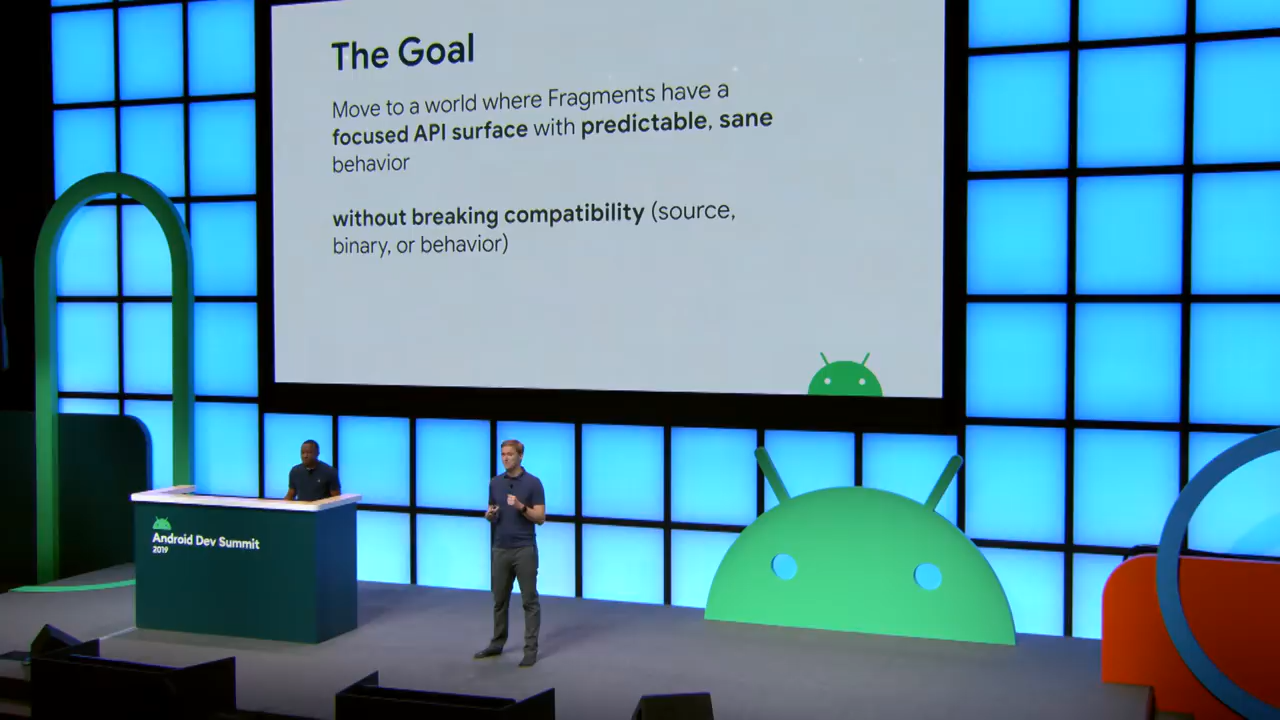 The Goal
Move to a world where Fragments have a
focused API surface with predictable, sane
behavior
without breaking compatibility (source,
binary, or behavior)
Android Dev Summit
2019